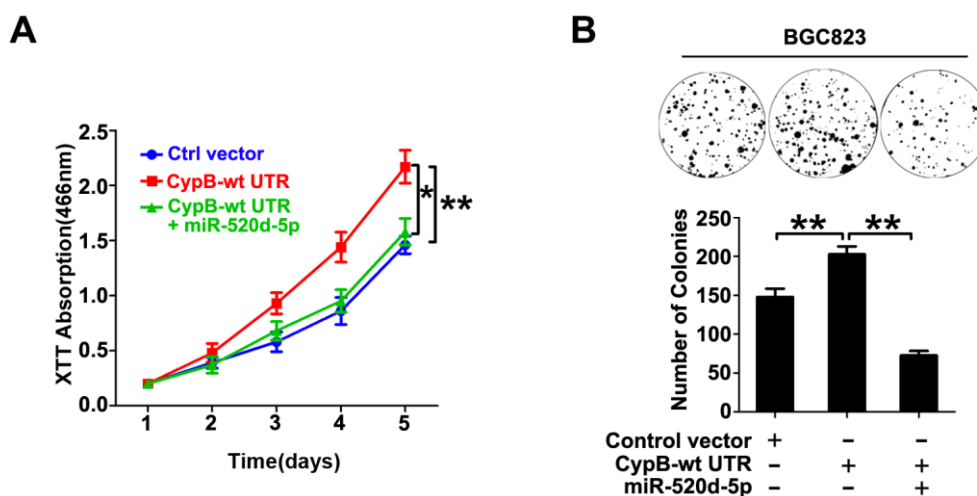 A
XTT Absorption(466nm)
2.5
2.0
1.5
1.0
0.5
0.0
Ctrl vector
CypB-wt UTR
CypB-wt UTR
+ miR-520d-5p
*
**
1 2 3 4 5
Time(days)
B
BGC823
Number of Colonies
250
200
150
100
50
0
** **
Control vector + − −
CypB-wt UTR − + +
miR-520d-5p − − +